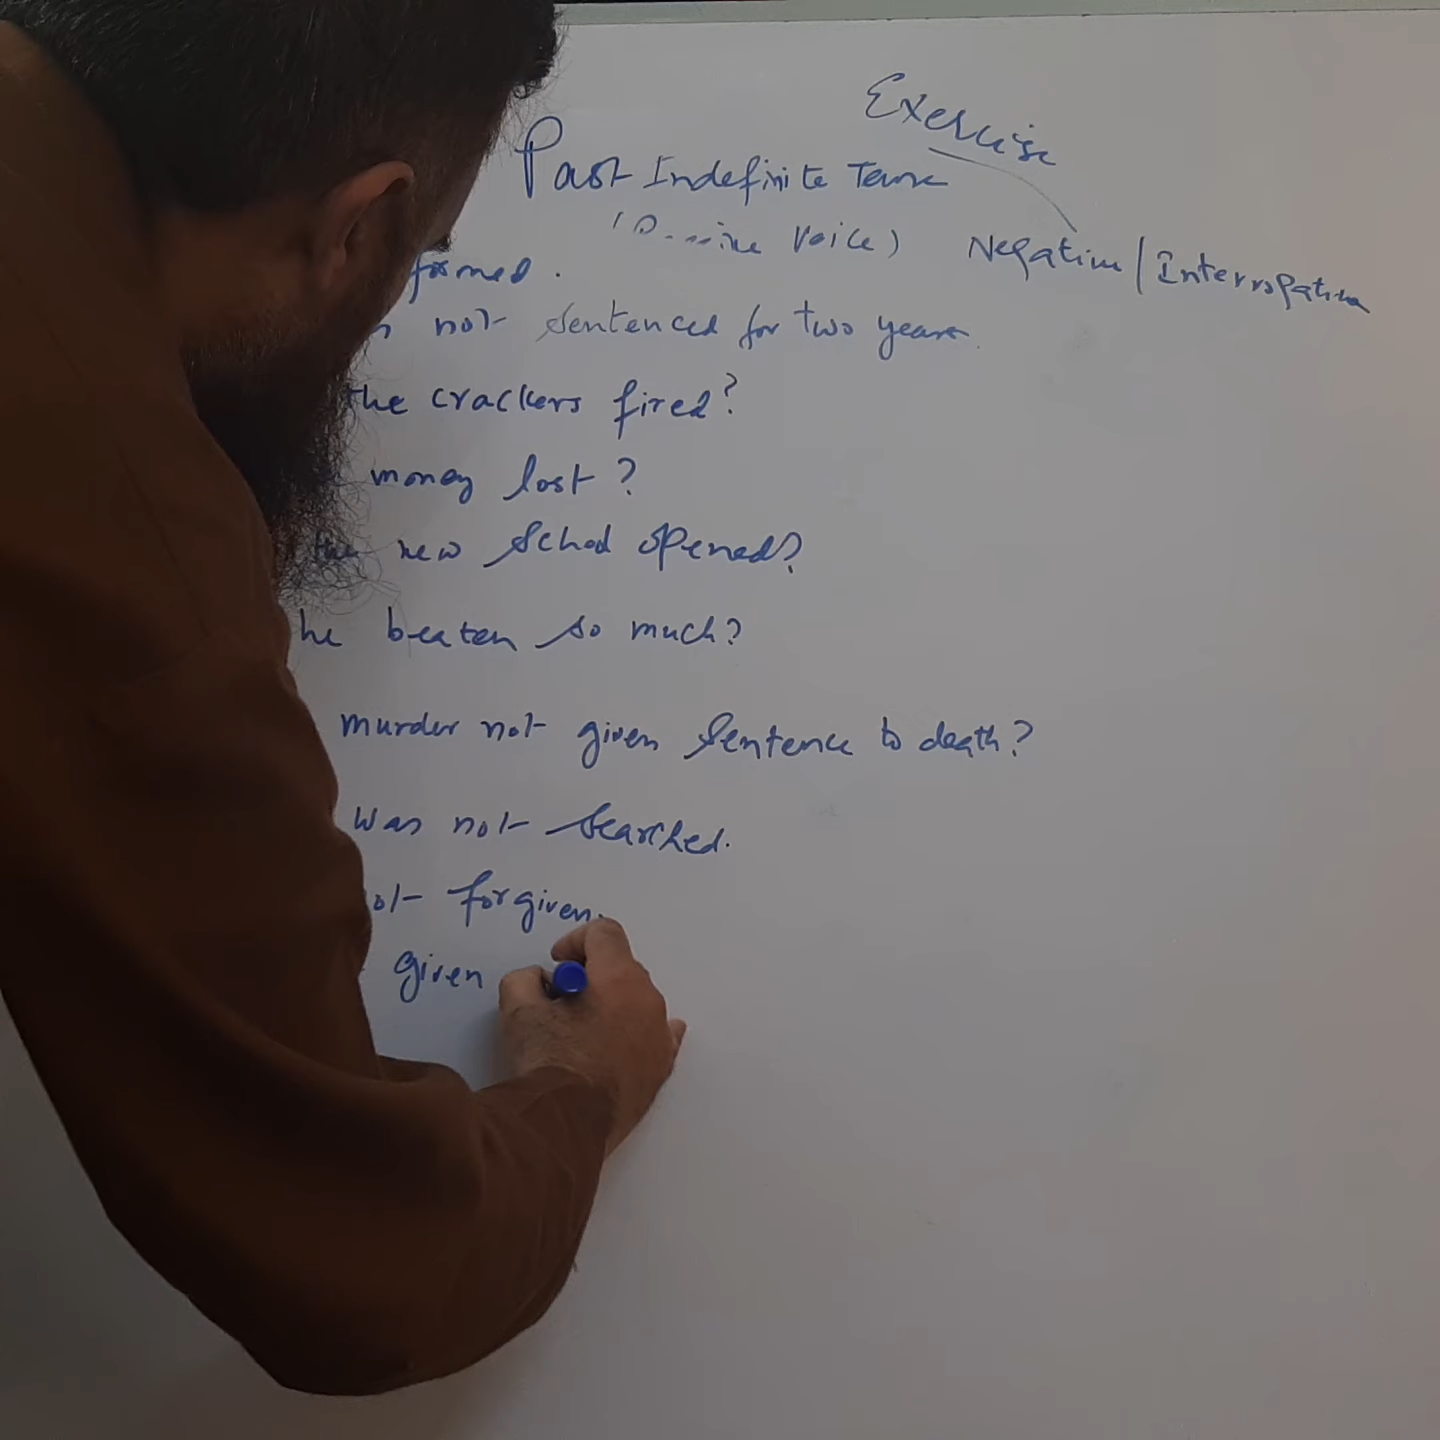 Exercise
Past Indefinite Tense
Voice) Negative / Interrogative
formed.
not sentenced for two years.
the crackers fired?
money lost?
the new School opened?
he beaten so much?
murder not given Sentence to death?
was not Searched.
forgiven.
given